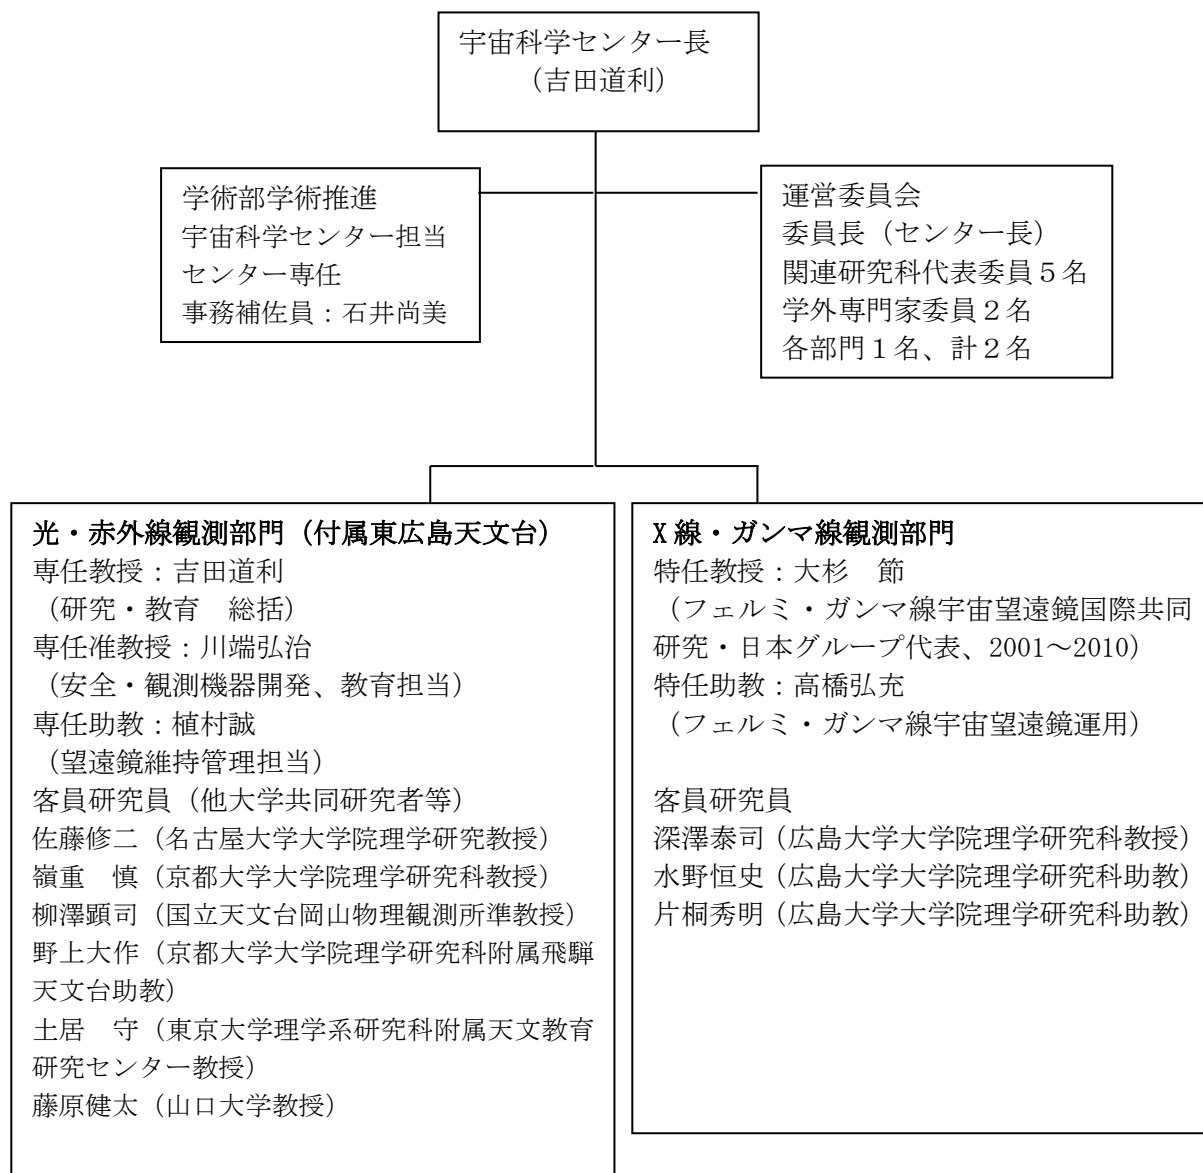 宇宙科学センター長
（吉田道利）
学術部学術推進
宇宙科学センター担当
センター専任
事務補佐員：石井尚美
運営委員会
委員長（センター長）
関連研究科代表委員５名
学外専門家委員２名
各部門１名、計２名
光・赤外線観測部門（付属東広島天文台）
専任教授：吉田道利
（研究・教育　総括）
専任准教授：川端弘治
（安全・観測機器開発、教育担当）
専任助教：植村誠
（望遠鏡維持管理担当）
客員研究員（他大学共同研究者等）
佐藤修二（名古屋大学大学院理学研究教授）
嶺重　慎（京都大学大学院理学研究科教授）
柳澤顕司（国立天文台岡山物理観測所準教授）
野上大作（京都大学大学院理学研究科附属飛騨
天文台助教）
土居　守（東京大学理学系研究科附属天文教育
研究センター教授）
藤原健太（山口大学教授）
X線・ガンマ線観測部門
特任教授：大杉　節
（フェルミ・ガンマ線宇宙望遠鏡国際共同
研究・日本グループ代表、2001～2010）
特任助教：高橋弘充
（フェルミ・ガンマ線宇宙望遠鏡運用）
客員研究員
深澤泰司（広島大学大学院理学研究科教授）
水野恒史（広島大学大学院理学研究科助教）
片桐秀明（広島大学大学院理学研究科助教）